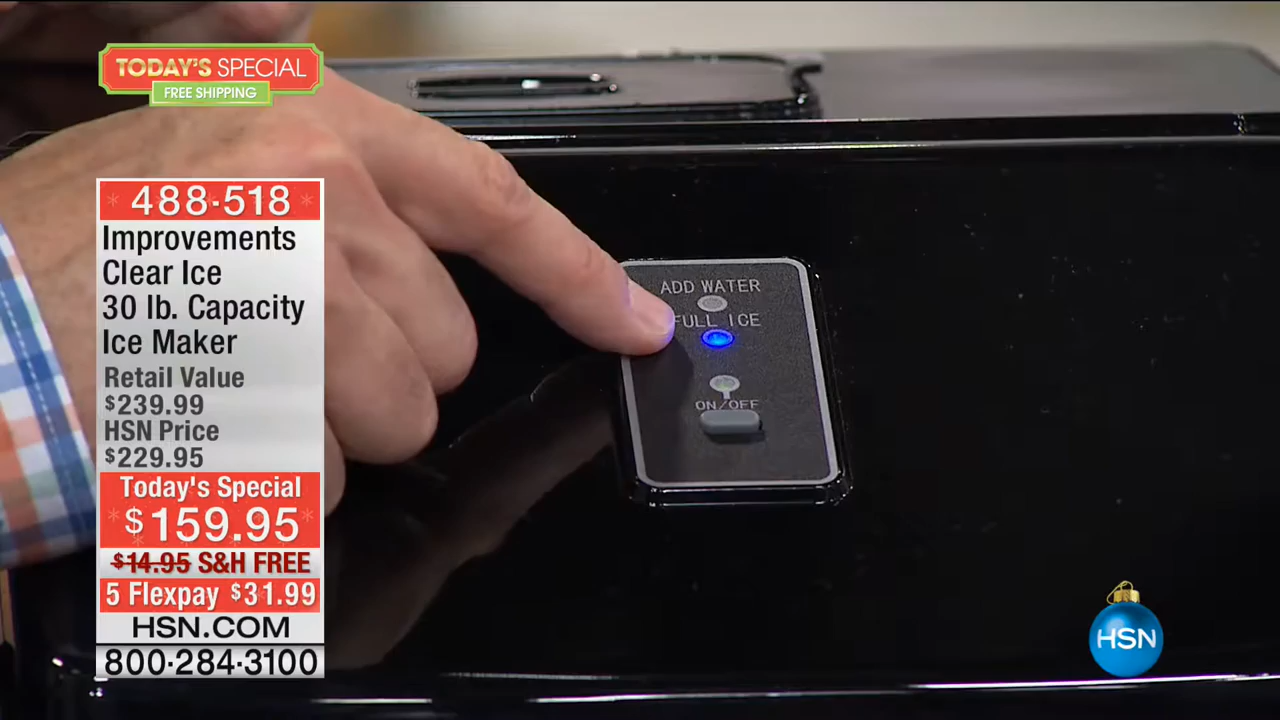 TODAY'S SPECIAL
FREE SHIPPING
488-518
Improvements
Clear Ice
30 lb. Capacity
Ice Maker
Retail Value
$239.99
HSN Price
$229.95
Today's Special
$159.95
$14.95 S&H FREE
5 Flexpay $31.99
HSN.COM
800-284-3100
ADD WATER
FULL ICE
ON/OFF
HSN